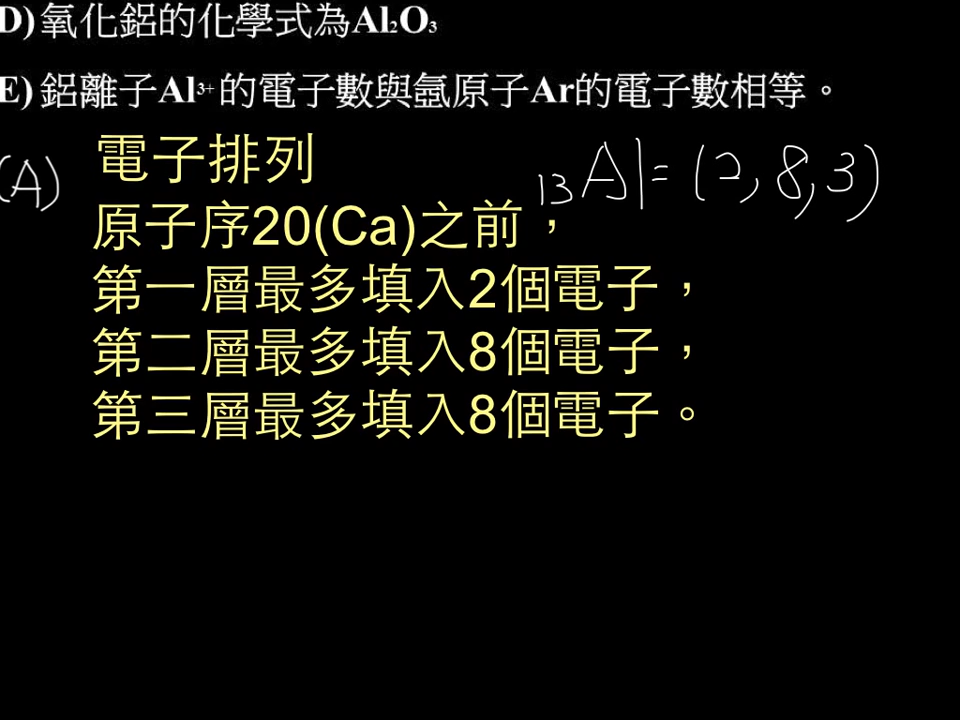 D) 氧化鋁的化學式為Al₂O₃
E) 鋁離子Al³⁺的電子數與氬原子Ar的電子數相等。
(A) 電子排列 ₁₃Al=(2,8,3)
原子序20(Ca)之前，
第一層最多填入2個電子，
第二層最多填入8個電子，
第三層最多填入8個電子。